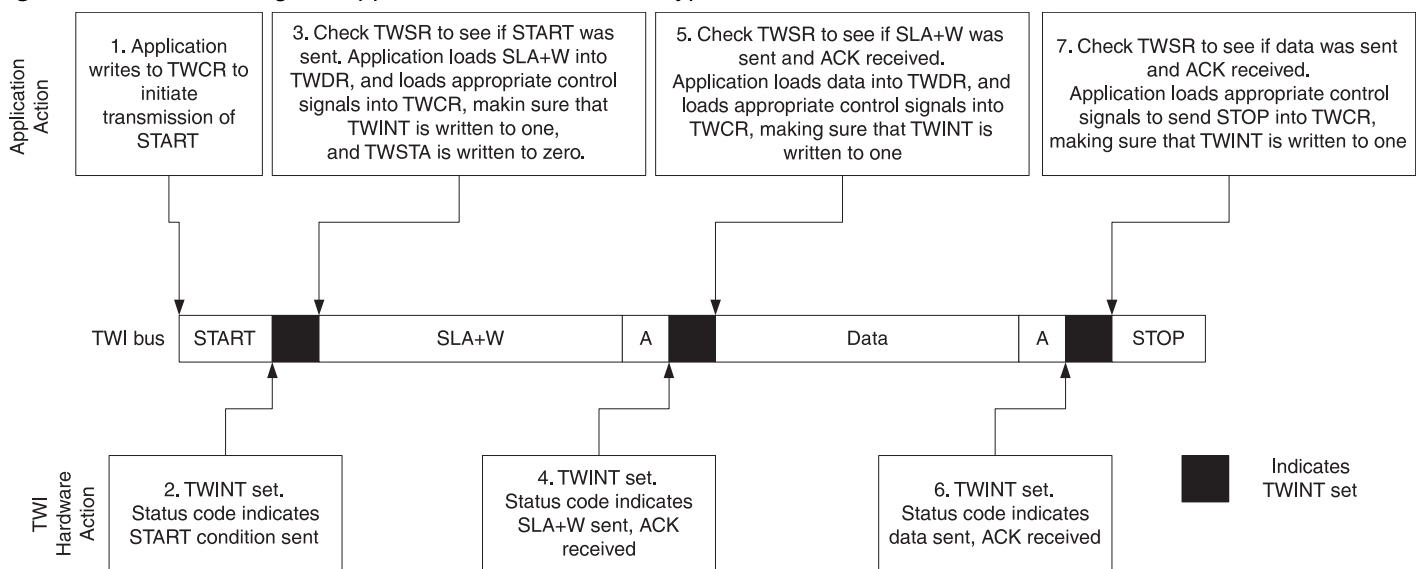 Application
Action
1. Application
writes to TWCR to
initiate
transmission of
START
3. Check TWSR to see if START was
sent. Application loads SLA+W into
TWDR, and loads appropriate control
signals into TWCR, makin sure that
TWINT is written to one,
and TWSTA is written to zero.
5. Check TWSR to see if SLA+W was
sent and ACK received.
Application loads data into TWDR, and
loads appropriate control signals into
TWCR, making sure that TWINT is
written to one
7. Check TWSR to see if data was sent
and ACK received.
Application loads appropriate control
signals to send STOP into TWCR,
making sure that TWINT is written to one
TWI bus
START
SLA+W
A
Data
A
STOP
TWI
Hardware
Action
2. TWINT set.
Status code indicates
START condition sent
4. TWINT set.
Status code indicates
SLA+W sent, ACK
received
6. TWINT set.
Status code indicates
data sent, ACK received
Indicates
TWINT set